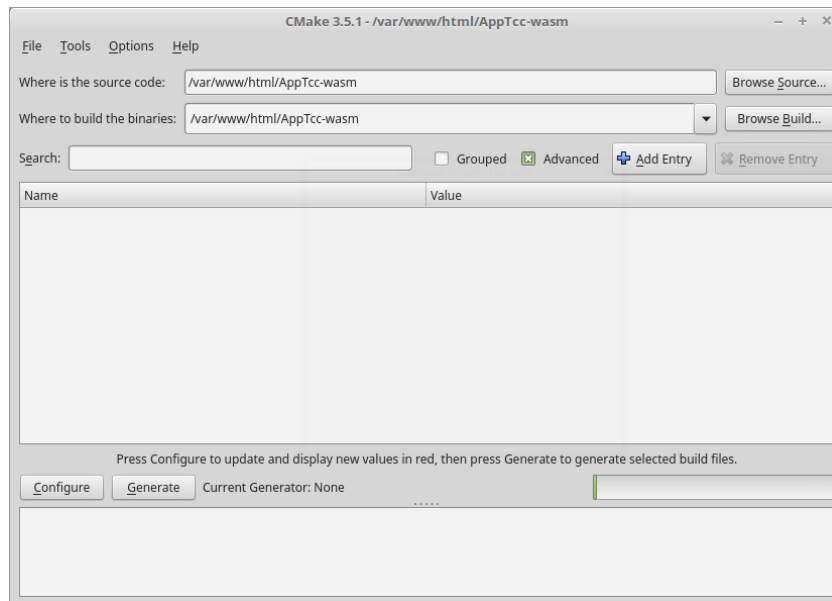 CMake 3.5.1 - /var/www/html/AppTcc-wasm
File Tools Options Help
Where is the source code: /var/www/html/AppTcc-wasm Browse Source...
Where to build the binaries: /var/www/html/AppTcc-wasm Browse Build...
Search: Grouped Advanced Add Entry Remove Entry
Name Value
Press Configure to update and display new values in red, then press Generate to generate selected build files.
Configure Generate Current Generator: None